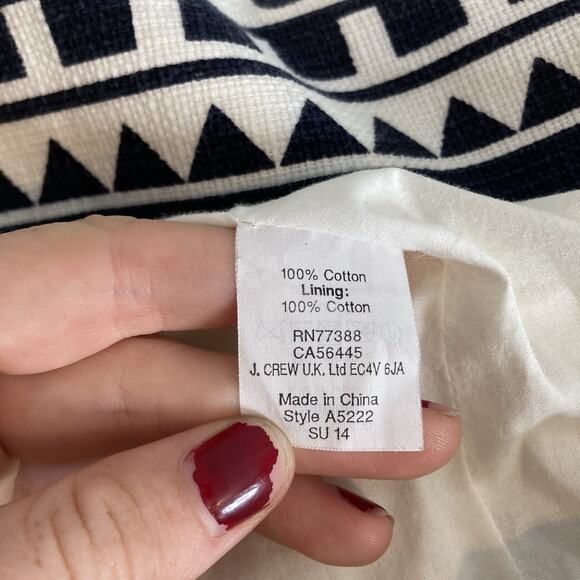 100% Cotton
Lining:
100% Cotton
RN77388
CA56445
J. CREW U.K. Ltd EC4V 6JA
Made in China
Style A5222
SU 14